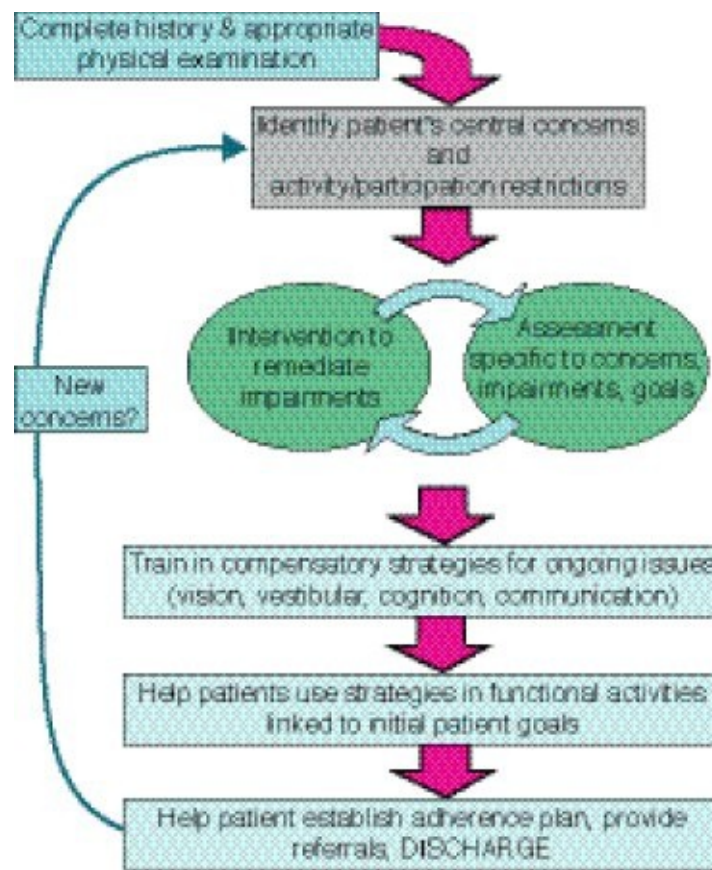 Complete history & appropriate
physical examination
Identify patient's central concerns
and
activity/participation restrictions
Intervention to
remediate
impairments
Assessment
specific to concerns,
impairments, goals
New
concerns?
Train in compensatory strategies for ongoing issues
(vision, vestibular, cognition, communication)
Help patients use strategies in functional activities
linked to initial patient goals
Help patient establish adherence plan, provide
referrals, DISCHARGE